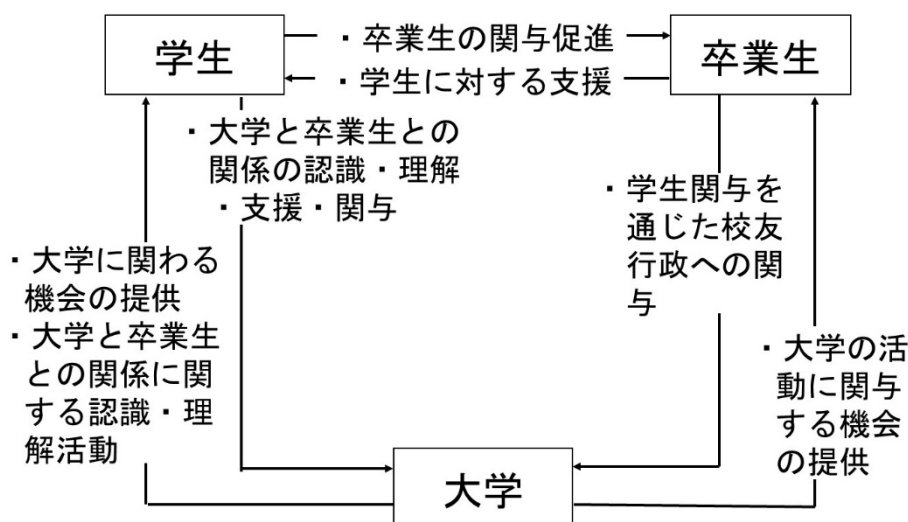 学生
・卒業生の関与促進
・学生に対する支援
卒業生
・大学と卒業生との
関係の認識・理解
・支援・関与
・学生関与を
通じた校友
行政への関
与
・大学に関わる
機会の提供
・大学と卒業生
との関係に関
する認識・理
解活動
・大学の活
動に関与
する機会
の提供
大学